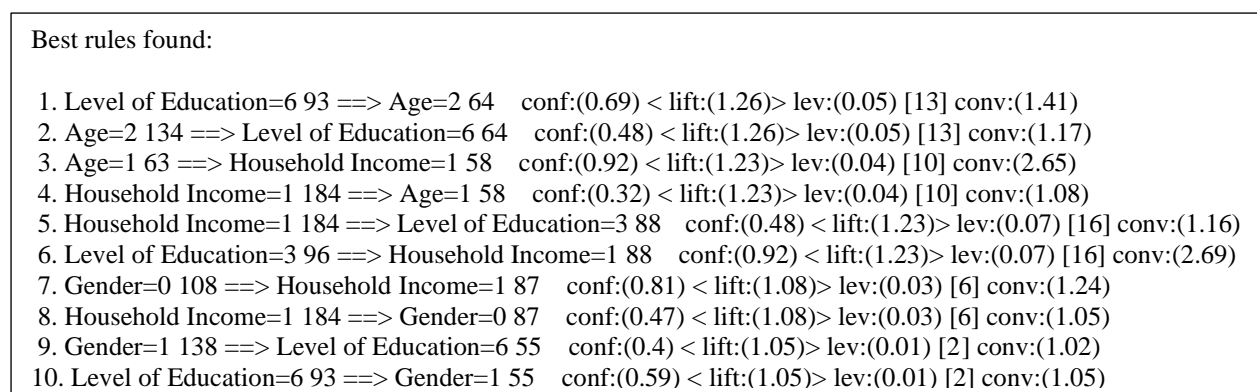 Best rules found:
1. Level of Education=6 93 ==> Age=2 64 conf:(0.69) < lift:(1.26)> lev:(0.05) [13] conv:(1.41)
2. Age=2 134 ==> Level of Education=6 64 conf:(0.48) < lift:(1.26)> lev:(0.05) [13] conv:(1.17)
3. Age=1 63 ==> Household Income=1 58 conf:(0.92) < lift:(1.23)> lev:(0.04) [10] conv:(2.65)
4. Household Income=1 184 ==> Age=1 58 conf:(0.32) < lift:(1.23)> lev:(0.04) [10] conv:(1.08)
5. Household Income=1 184 ==> Level of Education=3 88 conf:(0.48) < lift:(1.23)> lev:(0.07) [16] conv:(1.16)
6. Level of Education=3 96 ==> Household Income=1 88 conf:(0.92) < lift:(1.23)> lev:(0.07) [16] conv:(2.69)
7. Gender=0 108 ==> Household Income=1 87 conf:(0.81) < lift:(1.08)> lev:(0.03) [6] conv:(1.24)
8. Household Income=1 184 ==> Gender=0 87 conf:(0.47) < lift:(1.08)> lev:(0.03) [6] conv:(1.05)
9. Gender=1 138 ==> Level of Education=6 55 conf:(0.4) < lift:(1.05)> lev:(0.01) [2] conv:(1.02)
10. Level of Education=6 93 ==> Gender=1 55 conf:(0.59) < lift:(1.05)> lev:(0.01) [2] conv:(1.05)